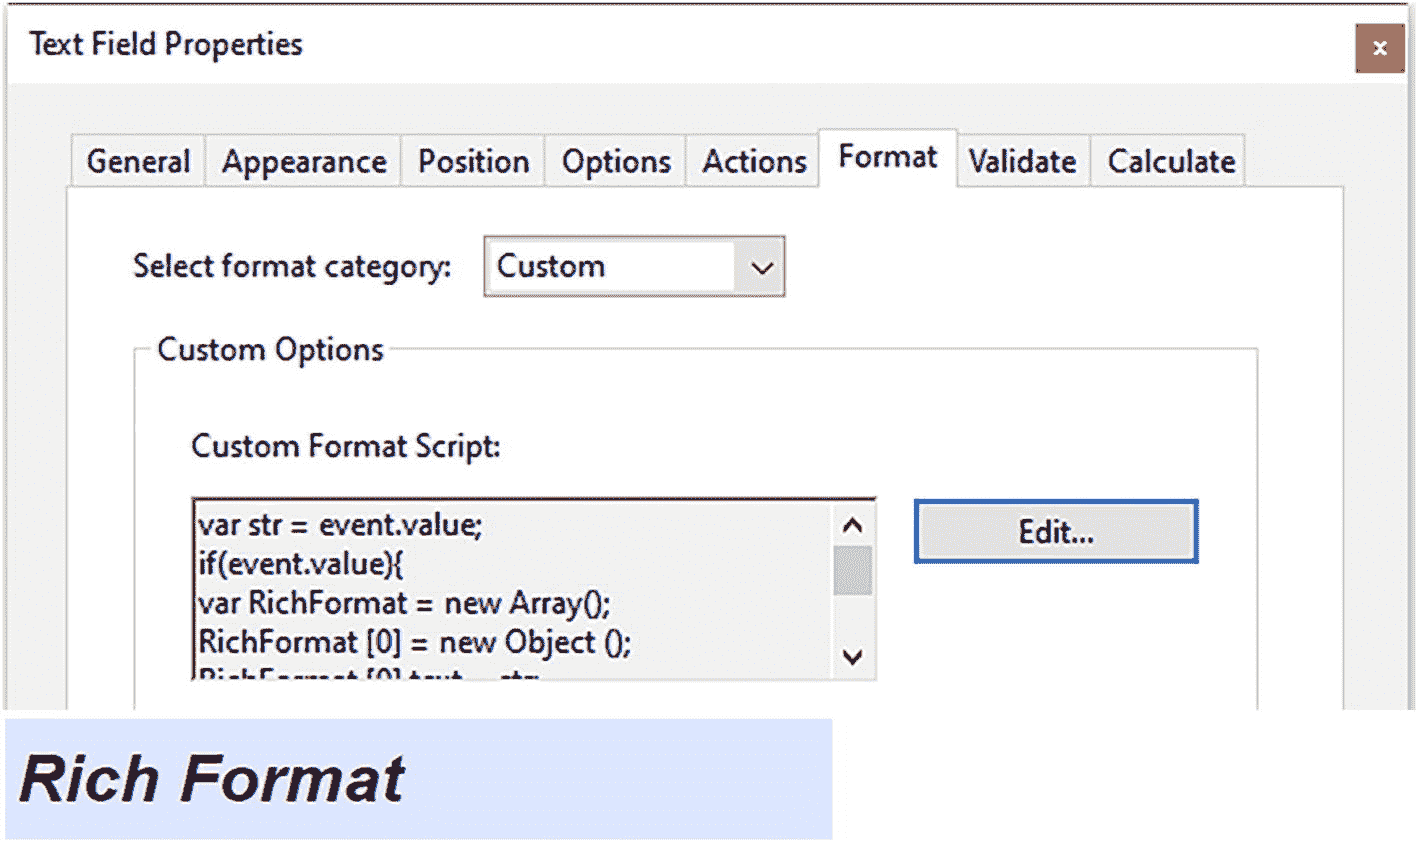 Text Field Properties
x
General Appearance Position Options Actions Format Validate Calculate
Select format category: Custom
Custom Options
Custom Format Script:
var str = event.value;
if(event.value){
var RichFormat = new Array();
RichFormat [0] = new Object ();
Edit...
Rich Format